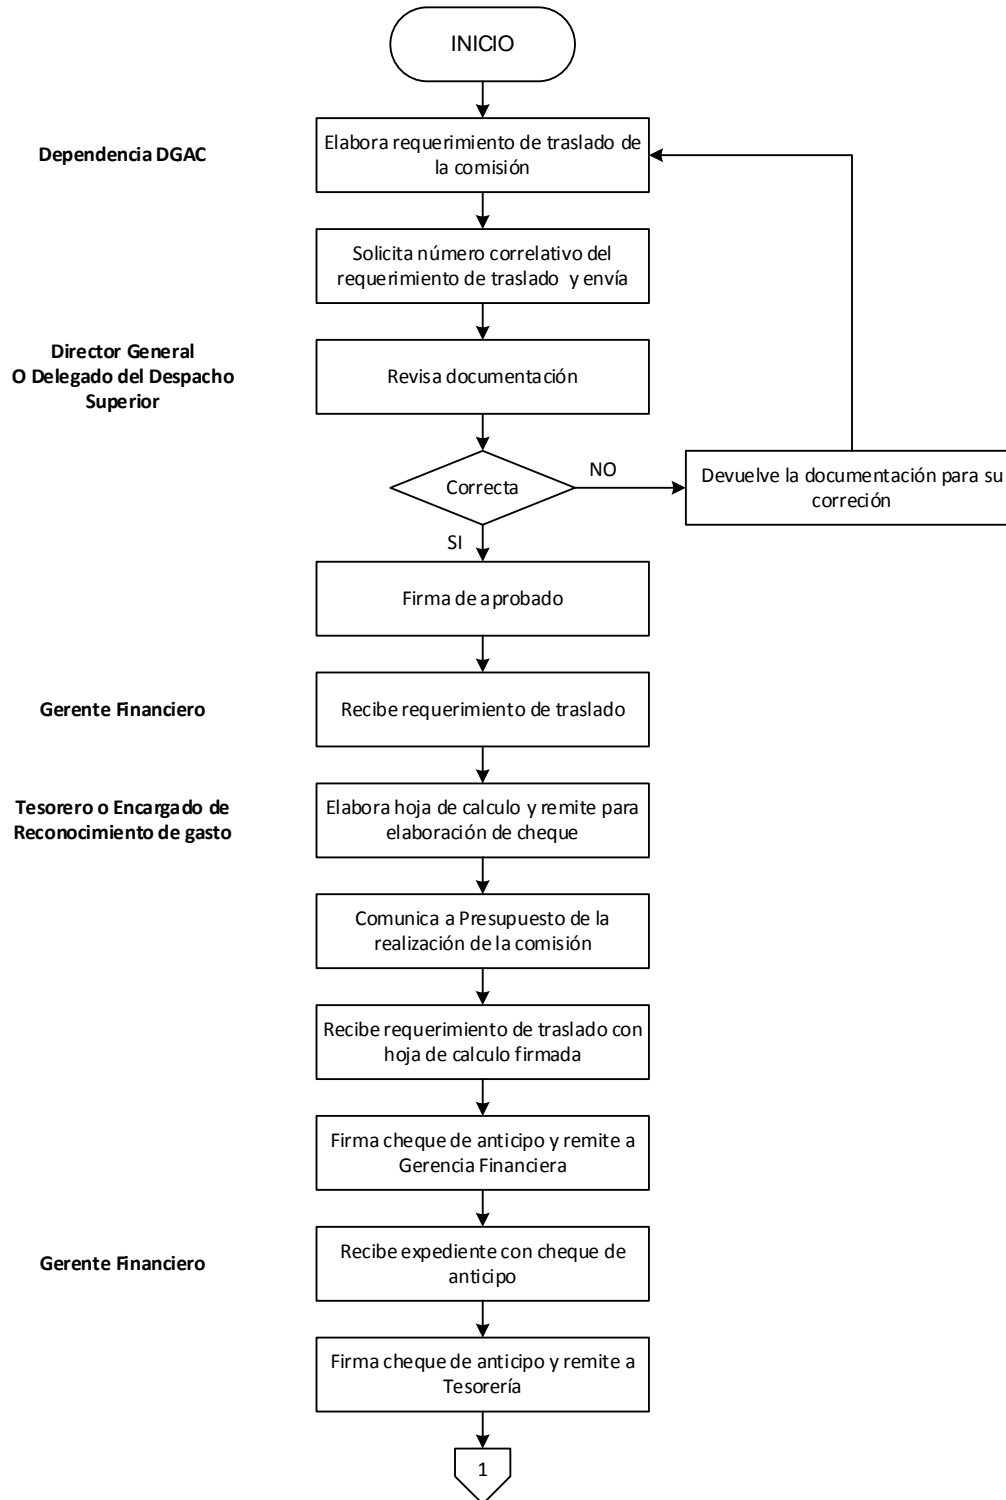 INICIO
Dependencia DGAC
Elabora requerimiento de traslado de
la comisión
Solicita número correlativo del
requerimiento de traslado y envía
Director General
O Delegado del Despacho
Superior
Revisa documentación
Correcta
NO
Devuelve la documentación para su
correción
SI
Firma de aprobado
Gerente Financiero
Recibe requerimiento de traslado
Tesorero o Encargado de
Reconocimiento de gasto
Elabora hoja de calculo y remite para
elaboración de cheque
Comunica a Presupuesto de la
realización de la comisión
Recibe requerimiento de traslado con
hoja de calculo firmada
Firma cheque de anticipo y remite a
Gerencia Financiera
Gerente Financiero
Recibe expediente con cheque de
anticipo
Firma cheque de anticipo y remite a
Tesorería
1